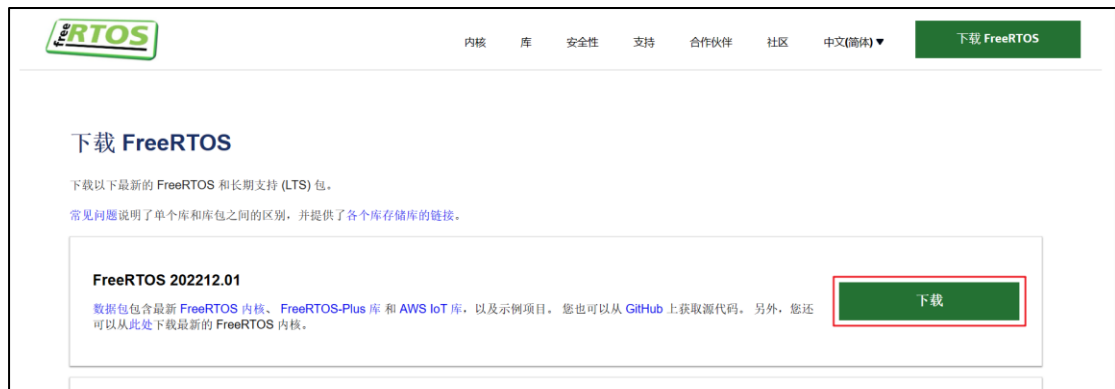 free RTOS
内核 库 安全性 支持 合作伙伴 社区 中文(简体)▼ 下载 FreeRTOS
下载 FreeRTOS
下载以下最新的 FreeRTOS 和长期支持 (LTS) 包。
常见问题说明了单个库和库包之间的区别，并提供了各个库存储库的链接。
FreeRTOS 202212.01
数据包包含最新 FreeRTOS 内核、 FreeRTOS-Plus 库 和 AWS IoT 库，以及示例项目。 您也可以从 GitHub 上获取源代码。 另外，您还
可以从此处下载最新的 FreeRTOS 内核。
下载